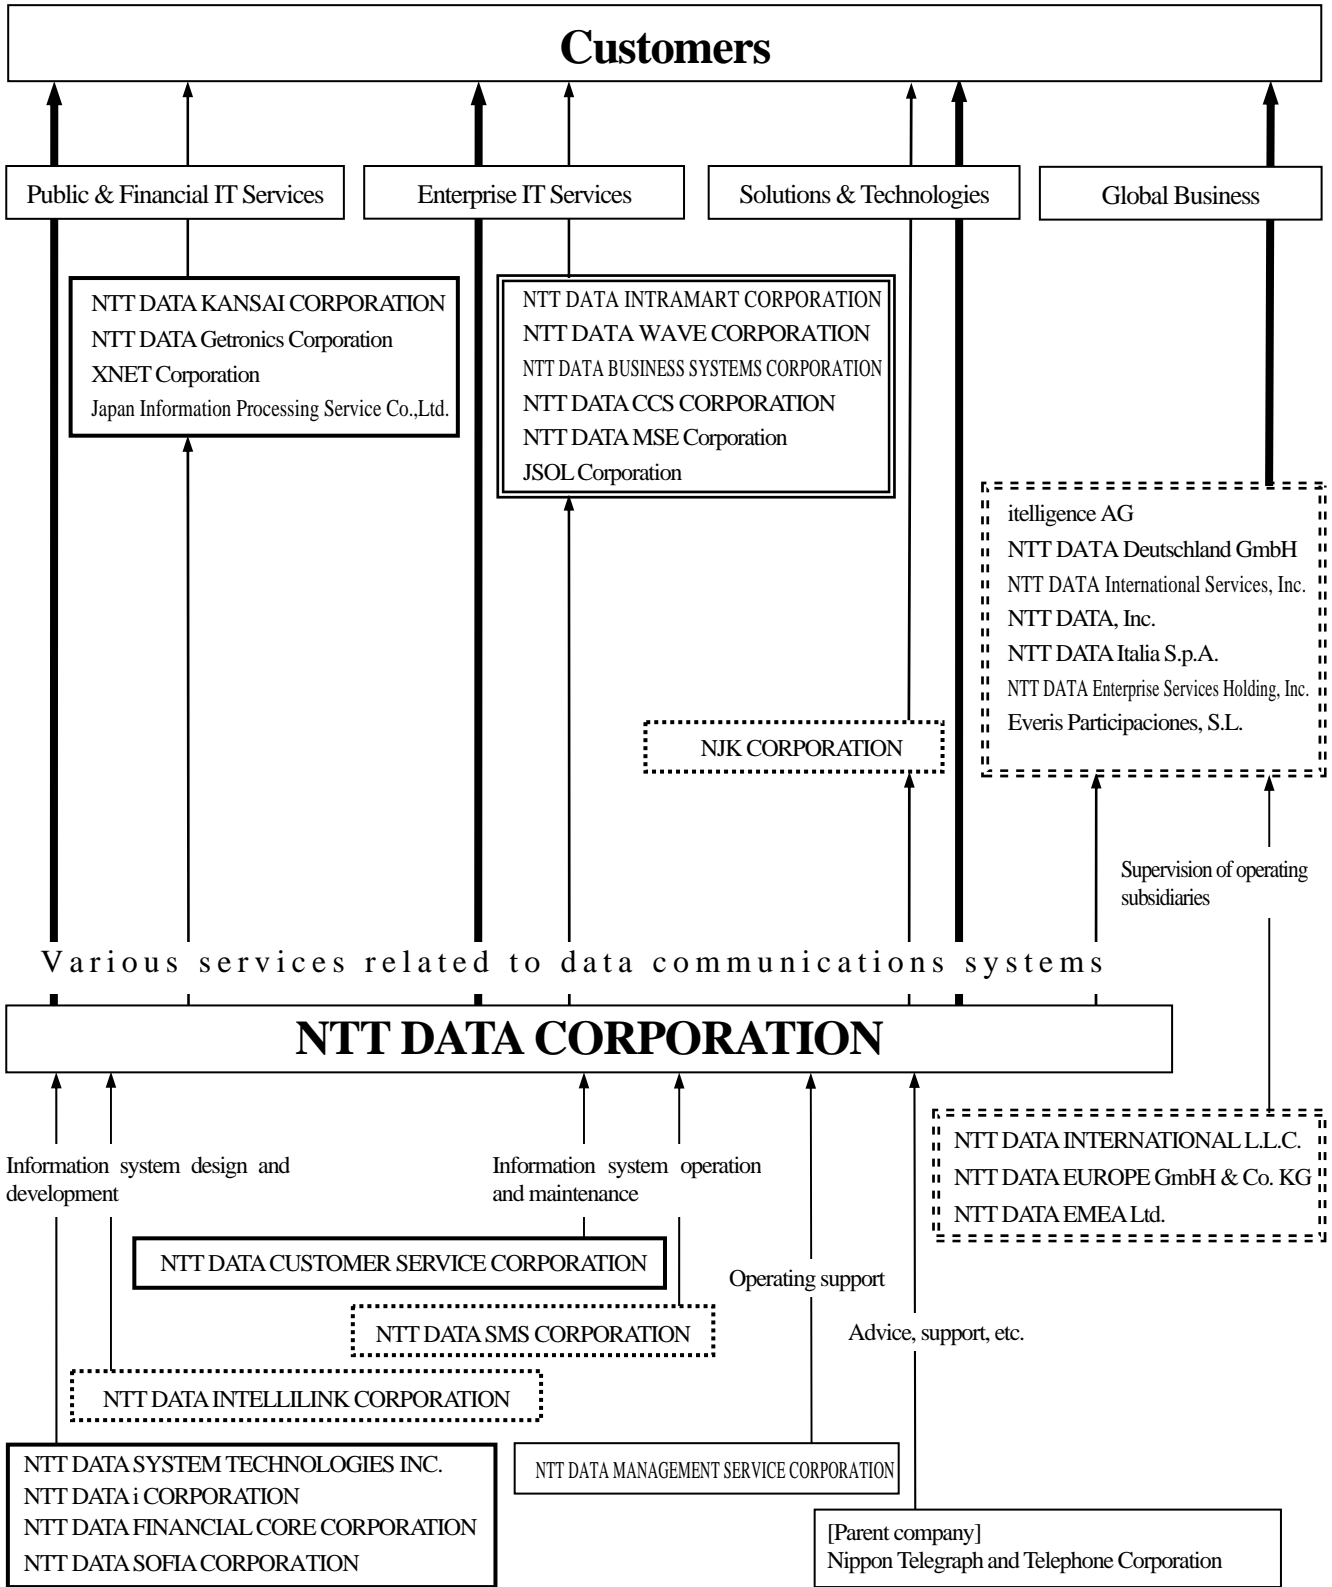 Customers
Public & Financial IT Services
Enterprise IT Services
Solutions & Technologies
Global Business
NTT DATA KANSAI CORPORATION
NTT DATA Getronics Corporation
XNET Corporation
Japan Information Processing Service Co.,Ltd.
NTT DATA INTRAMART CORPORATION
NTT DATA WAVE CORPORATION
NTT DATA BUSINESS SYSTEMS CORPORATION
NTT DATA CCS CORPORATION
NTT DATA MSE Corporation
JSOL Corporation
itelligence AG
NTT DATA Deutschland GmbH
NTT DATA International Services, Inc.
NTT DATA, Inc.
NTT DATA Italia S.p.A.
NTT DATA Enterprise Services Holding, Inc.
Everis Participaciones, S.L.
NJK CORPORATION
Supervision of operating
subsidiaries
Various services related to data communications systems
NTT DATA CORPORATION
Information system design and
development
Information system operation
and maintenance
NTT DATA INTERNATIONAL L.L.C.
NTT DATA EUROPE GmbH & Co. KG
NTT DATA EMEA Ltd.
NTT DATA CUSTOMER SERVICE CORPORATION
Operating support
NTT DATA SMS CORPORATION
Advice, support, etc.
NTT DATA INTELLILINK CORPORATION
NTT DATA SYSTEM TECHNOLOGIES INC.
NTT DATA i CORPORATION
NTT DATA FINANCIAL CORE CORPORATION
NTT DATA SOFIA CORPORATION
NTT DATA MANAGEMENT SERVICE CORPORATION
[Parent company]
Nippon Telegraph and Telephone Corporation